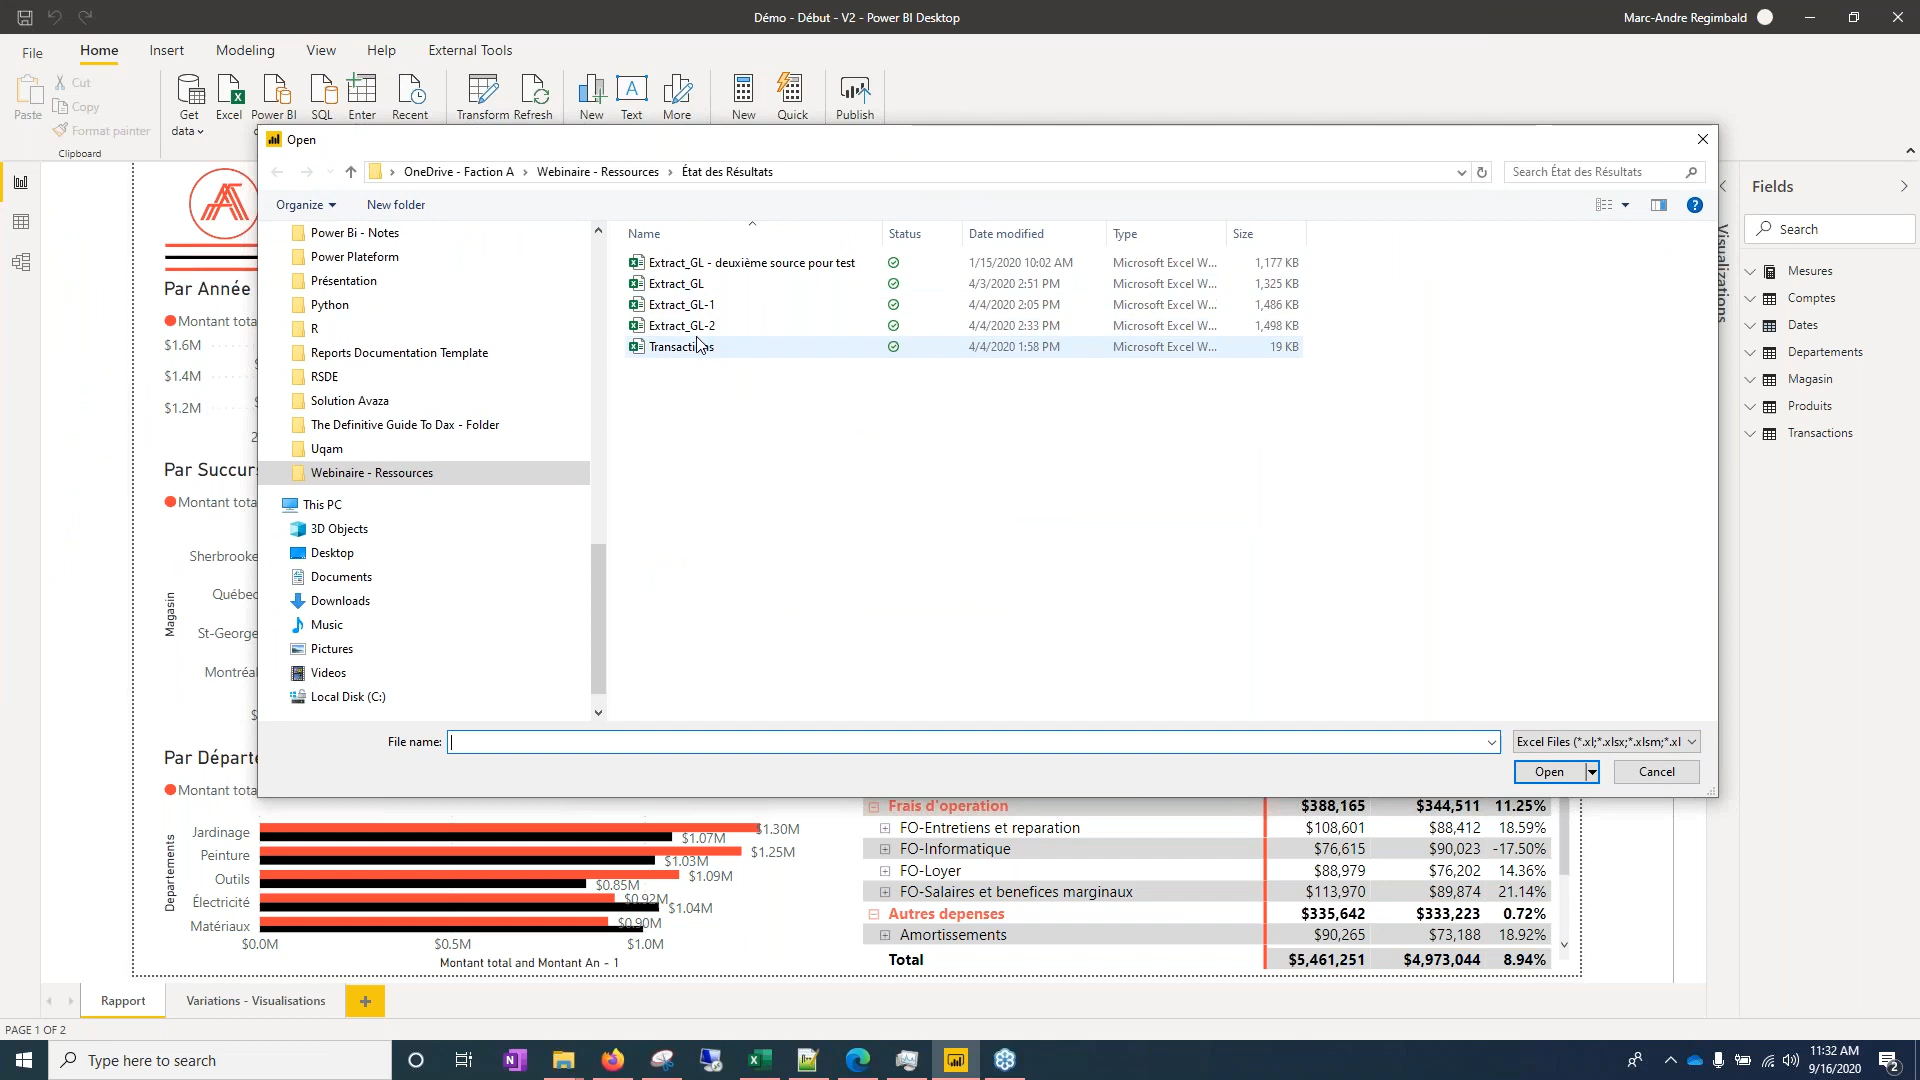 Démo - Début - V2 - Power BI Desktop
Marc-Andre Regimbald
File
Home
Insert
Modeling
View
Help
External Tools
Paste
Cut
Copy
Format painter
Clipboard
Get data
Excel
Power BI
SQL
Enter
Recent
Transform
Refresh
New
Text
More
New
Quick
Publish
Open
OneDrive - Faction A › Webinaire - Ressources › État des Résultats
Search État des Résultats
Organize
New folder
Power Bi - Notes
Power Plateform
Présentation
Python
R
Reports Documentation Template
RSDE
Solution Avaza
The Definitive Guide To Dax - Folder
Uqam
Webinaire - Ressources
This PC
3D Objects
Desktop
Documents
Downloads
Music
Pictures
Videos
Local Disk (C:)
Name Status Date modified Type Size
Extract_GL - deuxième source pour test 1/15/2020 10:02 AM Microsoft Excel W... 1,177 KB
Extract_GL 4/3/2020 2:51 PM Microsoft Excel W... 1,325 KB
Extract_GL-1 4/4/2020 2:05 PM Microsoft Excel W... 1,486 KB
Extract_GL-2 4/4/2020 2:33 PM Microsoft Excel W... 1,498 KB
Transactions 4/4/2020 1:58 PM Microsoft Excel W... 19 KB
File name:
Excel Files (*.xl;*.xlsx;*.xlsm;*.xl
Open
Cancel
Visualizations
Fields
Search
Mesures
Comptes
Dates
Departements
Magasin
Produits
Transactions
Par Année
Montant tota
$1.6M
$1.4M
$1.2M
2
Par Succurs
Montant tota
Magasin
Sherbrooke
Québec
St-George
Montréal
$
Par Départe
Montant tota
Departements
Jardinage $1.30M
$1.07M
Peinture $1.25M
$1.03M
Outils $1.09M
$0.85M
Électricité $0.92M
$1.04M
Matériaux $0.90M
$0.0M $0.5M $1.0M
Montant total and Montant An - 1
Frais d'operation $388,165 $344,511 11.25%
FO-Entretiens et reparation $108,601 $88,412 18.59%
FO-Informatique $76,615 $90,023 -17.50%
FO-Loyer $88,979 $76,202 14.36%
FO-Salaires et benefices marginaux $113,970 $89,874 21.14%
Autres depenses $335,642 $333,223 0.72%
Amortissements $90,265 $73,188 18.92%
Total $5,461,251 $4,973,044 8.94%
Rapport
Variations - Visualisations
PAGE 1 OF 2
Type here to search
11:32 AM
9/16/2020
2